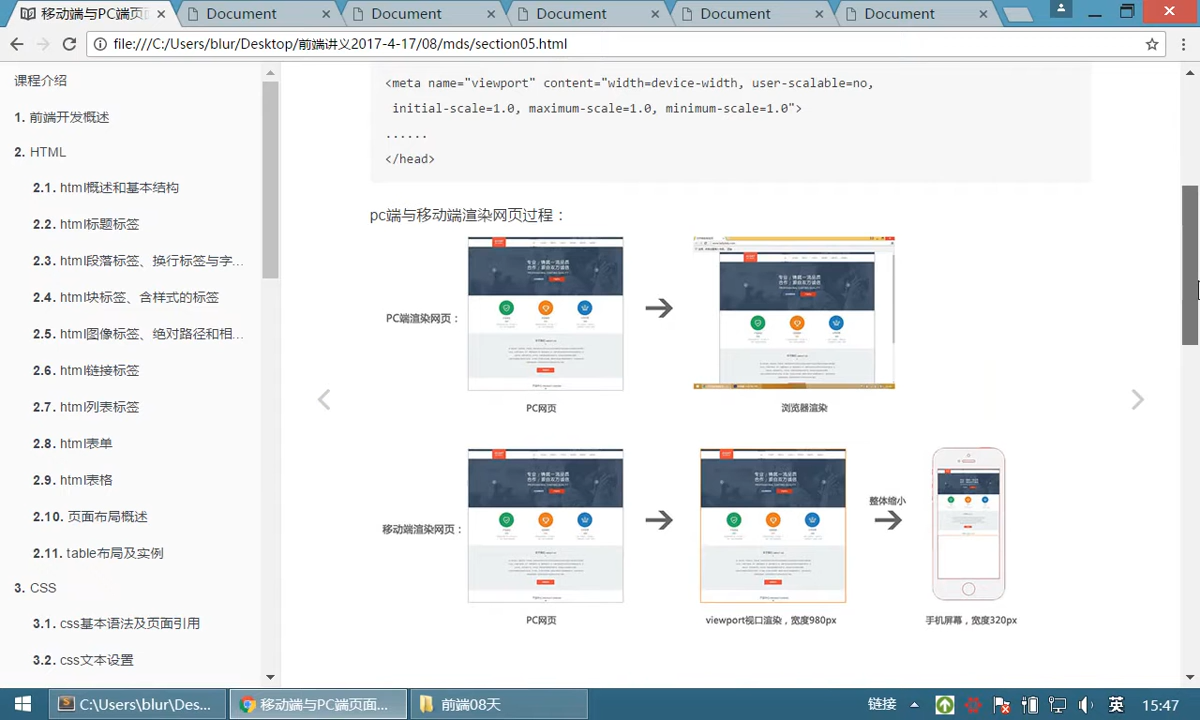 移动端与PC端页面
Document
Document
Document
Document
Document
file:///C:/Users/blur/Desktop/前端讲义2017-4-17/08/mds/section05.html
课程介绍
1. 前端开发概述
2. HTML
2.1. html概述和基本结构
2.2. html标题标签
2.3. html段落标签、换行标签与字...
2.4. html块标签、含样式的标签
2.5. html图像标签、绝对路径和相...
2.6. html链接标签
2.7. html列表标签
2.8. html表单
2.9. html表格
2.10. 页面布局概述
2.11. table布局及实例
3. CSS
3.1. css基本语法及页面引用
3.2. css文本设置
<meta name="viewport" content="width=device-width, user-scalable=no,
initial-scale=1.0, maximum-scale=1.0, minimum-scale=1.0">
......
</head>
pc端与移动端渲染网页过程：
PC端渲染网页：
PC网页
浏览器渲染
移动端渲染网页：
整体缩小
PC网页
viewport视口渲染，宽度980px
手机屏幕，宽度320px
C:\Users\blur\Des...
移动端与PC端页面...
前端08天
链接
英
15:47